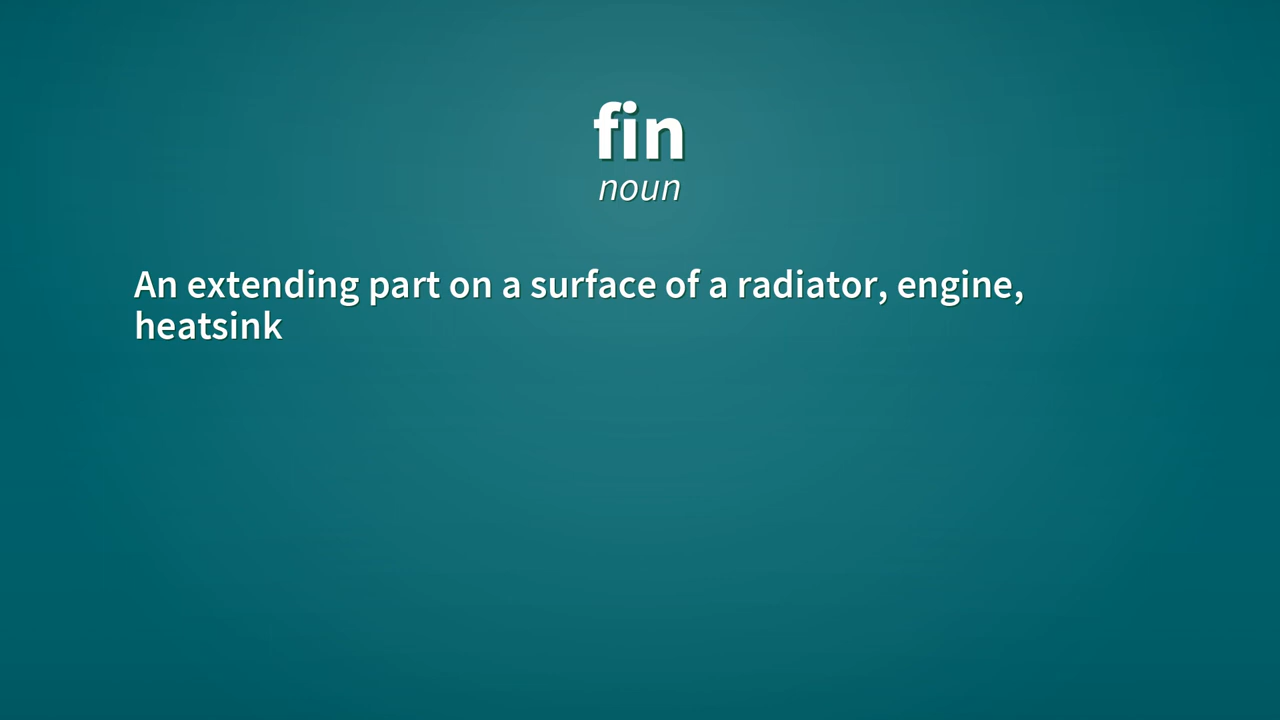 fin
noun
An extending part on a surface of a radiator, engine,
heatsink